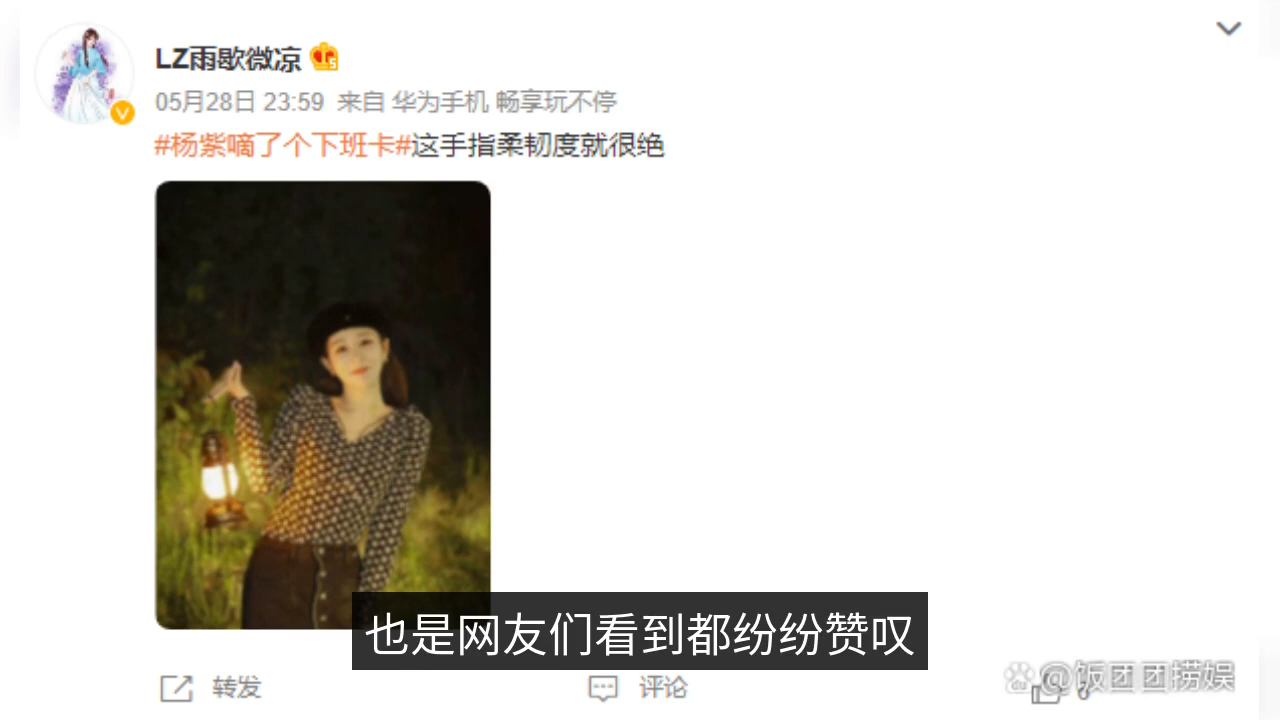 LZ雨歇微凉
05月28日 23:59 来自 华为手机 畅享玩不停
#杨紫嘀了个下班卡#这手指柔韧度就很绝
也是网友们看到都纷纷赞叹
转发
评论
6
du @饭团团捞娱